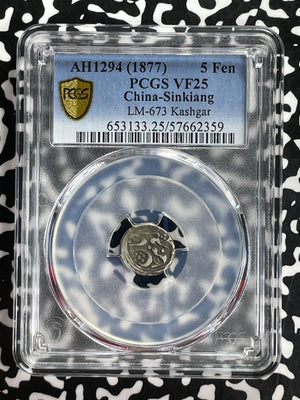 AH1294 (1877) 5 Fen
PCGS VF25
China-Sinkiang
LM-673 Kashgar
653133.25/57662359
PCGS